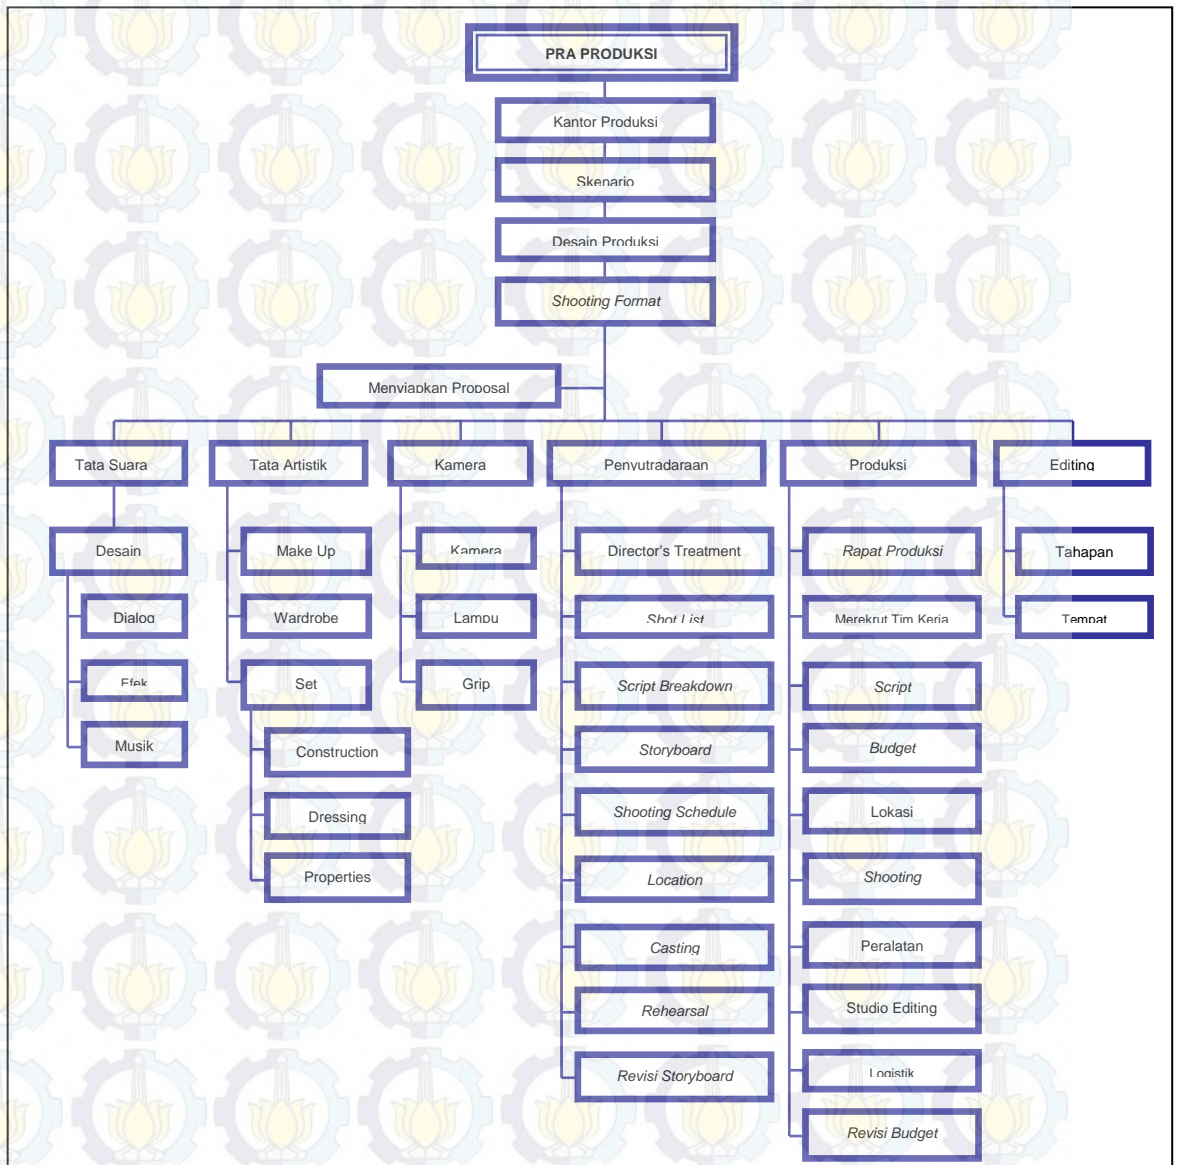 PRA PRODUKSI
Kantor Produksi
Skenario
Desain Produksi
Shooting Format
Menyiapkan Proposal
Tata Suara
Tata Artistik
Kamera
Penyutradaraan
Produksi
Editing
Desain
Dialog
Efek
Musik
Make Up
Wardrobe
Set
Construction
Dressing
Properties
Kamera
Lampu
Grip
Director's Treatment
Shot List
Script Breakdown
Storyboard
Shooting Schedule
Location
Casting
Rehearsal
Revisi Storyboard
Rapat Produksi
Merekrut Tim Kerja
Script
Budget
Lokasi
Shooting
Peralatan
Studio Editing
Logistik
Revisi Budget
Tahapan
Tempat